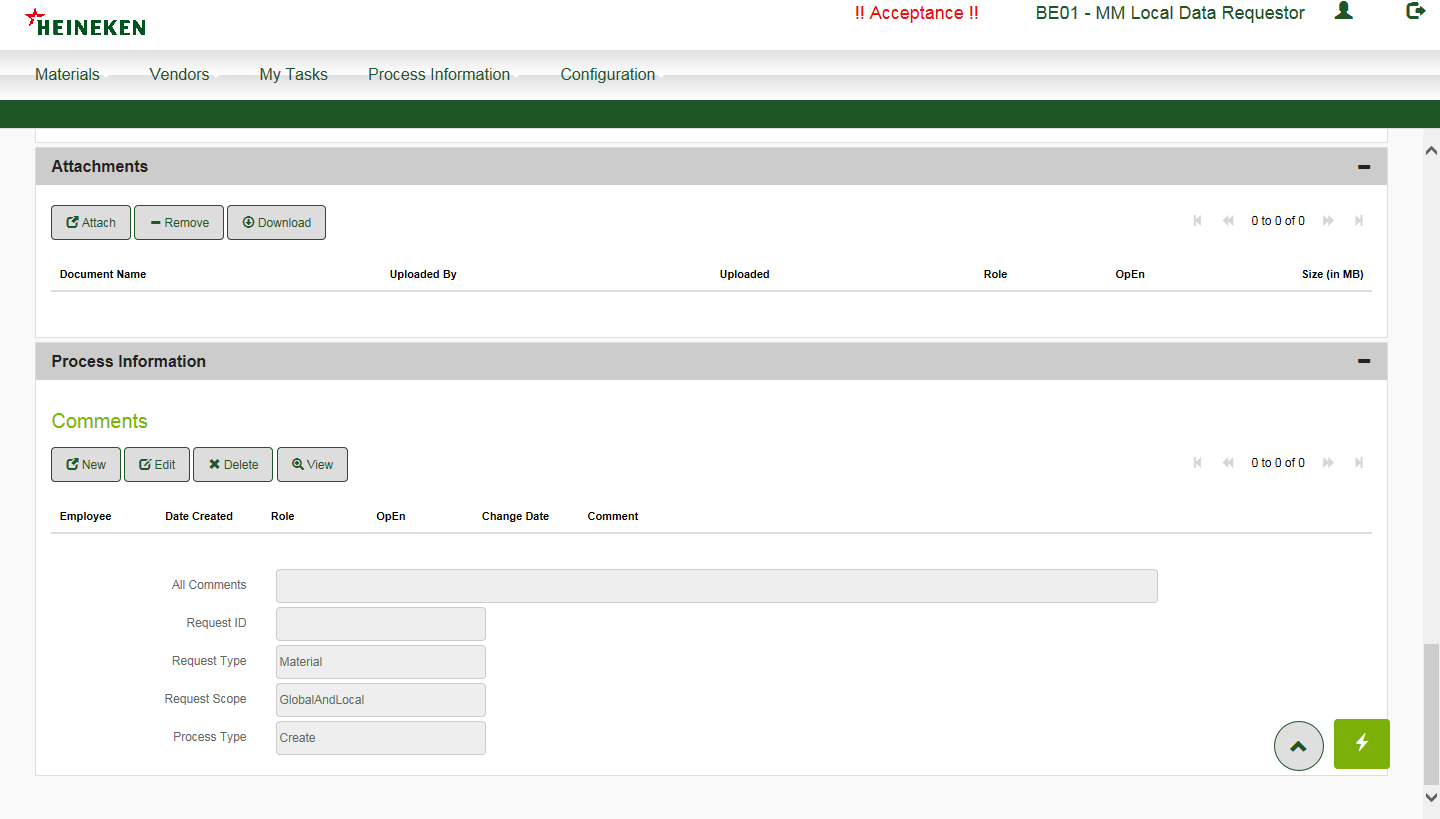 HEINEKEN
!! Acceptance !!
BE01 - MM Local Data Requestor
Materials Vendors My Tasks Process Information Configuration
Attachments
Attach Remove Download 0 to 0 of 0
Document Name Uploaded By Uploaded Role OpEn Size (in MB)
Process Information
Comments
New Edit Delete View 0 to 0 of 0
Employee Date Created Role OpEn Change Date Comment
All Comments
Request ID
Request Type Material
Request Scope GlobalAndLocal
Process Type Create